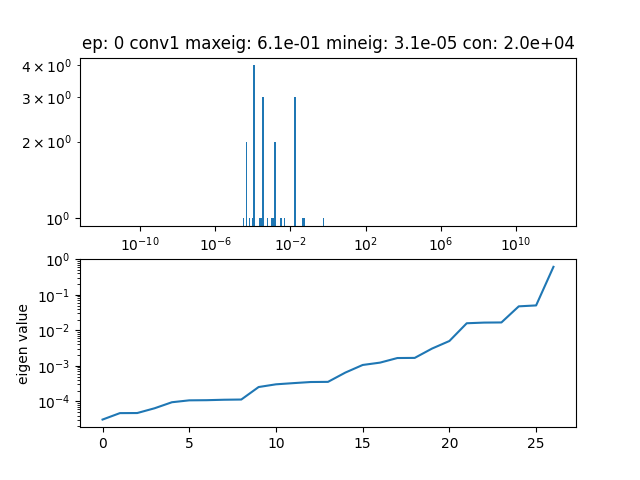 ep: 0 conv1 maxeig: 6.1e-01 mineig: 3.1e-05 con: 2.0e+04
4 × 10⁰
3 × 10⁰
2 × 10⁰
10⁰
10⁻¹⁰ 10⁻⁶ 10⁻² 10² 10⁶ 10¹⁰
10⁰
10⁻¹
10⁻²
10⁻³
10⁻⁴
eigen value
0 5 10 15 20 25